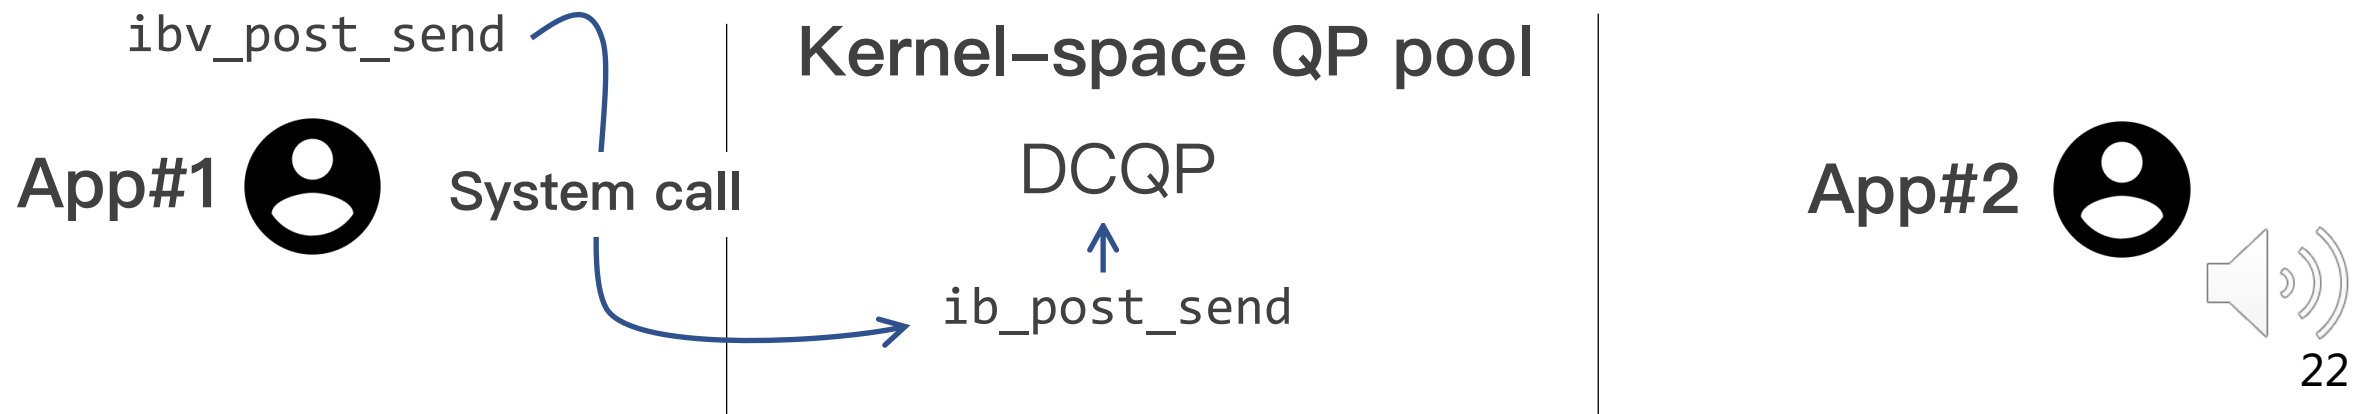 ibv_post_send
Kernel-space QP pool
App#1
System call
DCQP
App#2
ib_post_send
22